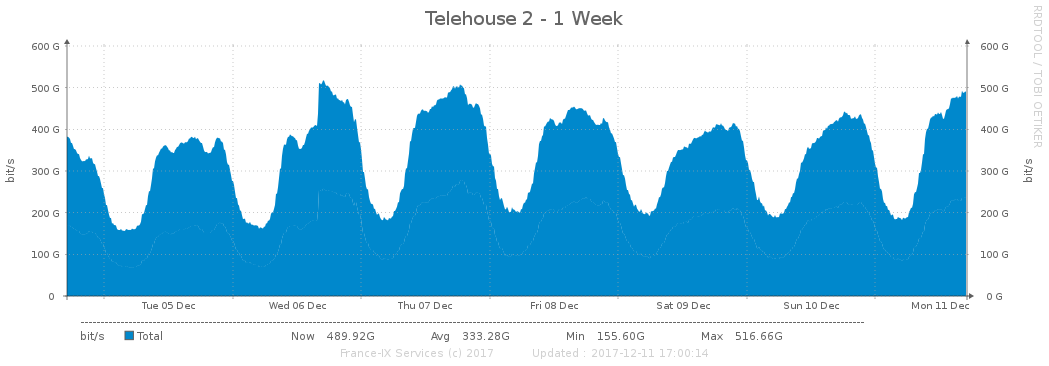 Telehouse 2 - 1 Week
RRDTOOL / TOBI OETIKER
600 G 600 G
500 G 500 G
400 G 400 G
300 G 300 G
200 G 200 G
100 G 100 G
0 0 G
bit/s
bit/s
Tue 05 Dec Wed 06 Dec Thu 07 Dec Fri 08 Dec Sat 09 Dec Sun 10 Dec Mon 11 Dec
bit/s Total Now 489.92G Avg 333.28G Min 155.60G Max 516.66G
France-IX Services (c) 2017 Updated : 2017-12-11 17:00:14